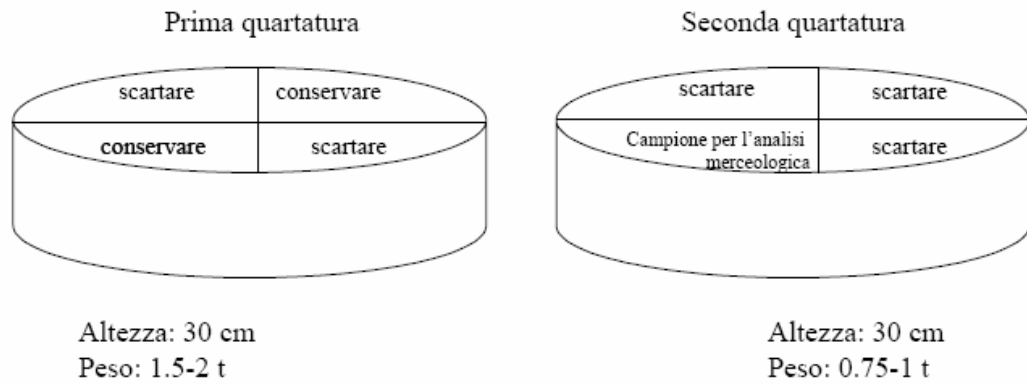 Prima quartatura
Seconda quartatura
scartare
conservare
conservare
scartare
scartare
scartare
Campione per l’analisi
merceologica
scartare
Altezza: 30 cm
Peso: 1.5-2 t
Altezza: 30 cm
Peso: 0.75-1 t